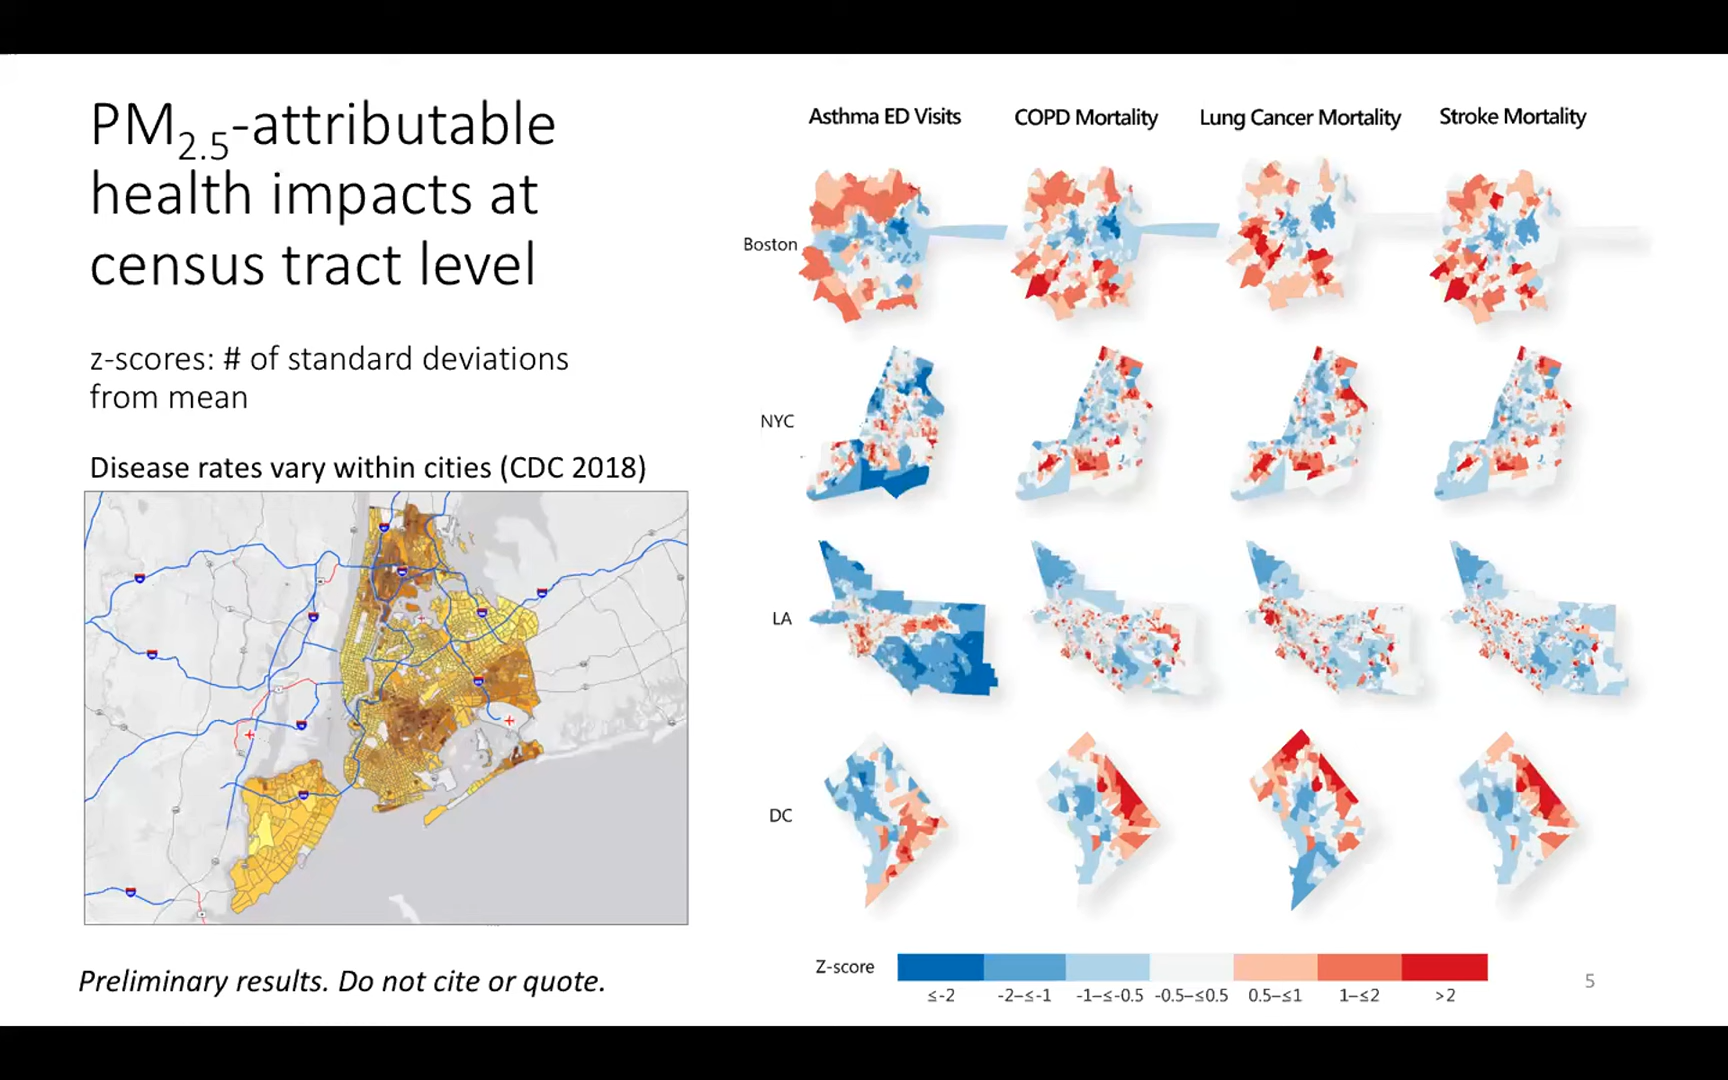 PM2.5-attributable
health impacts at
census tract level
z-scores: # of standard deviations
from mean
Disease rates vary within cities (CDC 2018)
Preliminary results. Do not cite or quote.
Asthma ED Visits COPD Mortality Lung Cancer Mortality Stroke Mortality
Boston
NYC
LA
DC
Z-score
≤-2 -2–≤-1 -1–≤-0.5 -0.5–≤0.5 0.5–≤1 1–≤2 >2
5